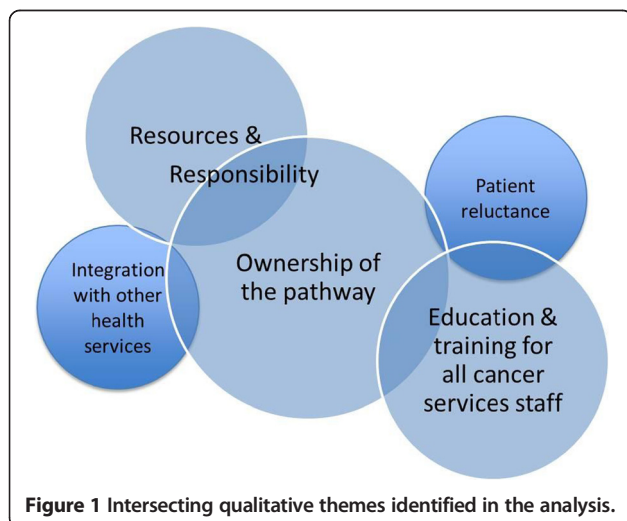 Resources &
Responsibility
Patient
reluctance
Ownership of
the pathway
Integration
with other
health
services
Education &
training for
all cancer
services staff
Figure 1 Intersecting qualitative themes identified in the analysis.